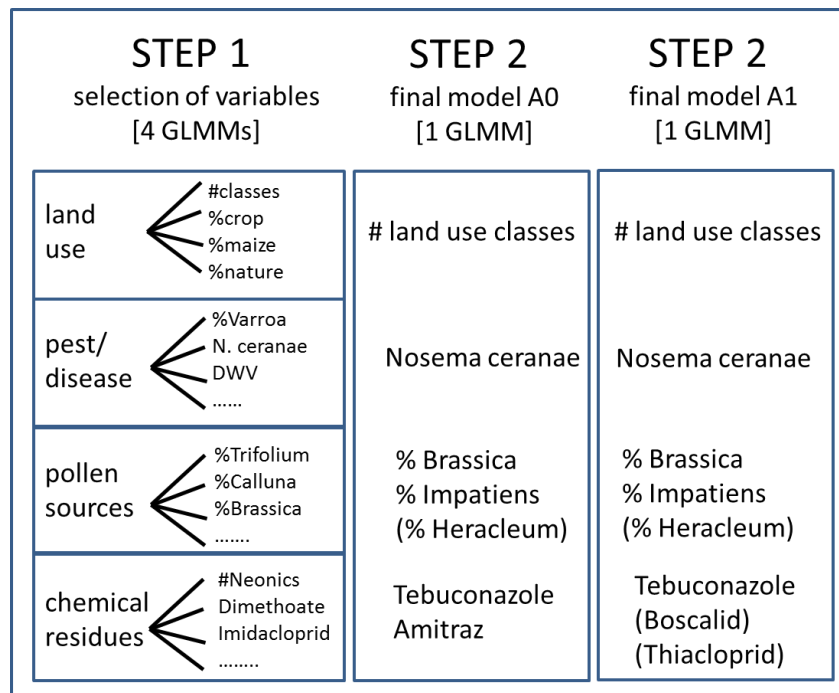 STEP 1
selection of variables
[4 GLMMs]
land
use
#classes
%crop
%maize
%nature
pest/
disease
%Varroa
N. ceranae
DWV
......
pollen
sources
%Trifolium
%Calluna
%Brassica
.......
chemical
residues
#Neonics
Dimethoate
Imidacloprid
........
STEP 2
final model A0
[1 GLMM]
# land use classes
Nosema ceranae
% Brassica
% Impatiens
(% Heracleum)
Tebuconazole
Amitraz
STEP 2
final model A1
[1 GLMM]
# land use classes
Nosema ceranae
% Brassica
% Impatiens
(% Heracleum)
Tebuconazole
(Boscalid)
(Thiacloprid)